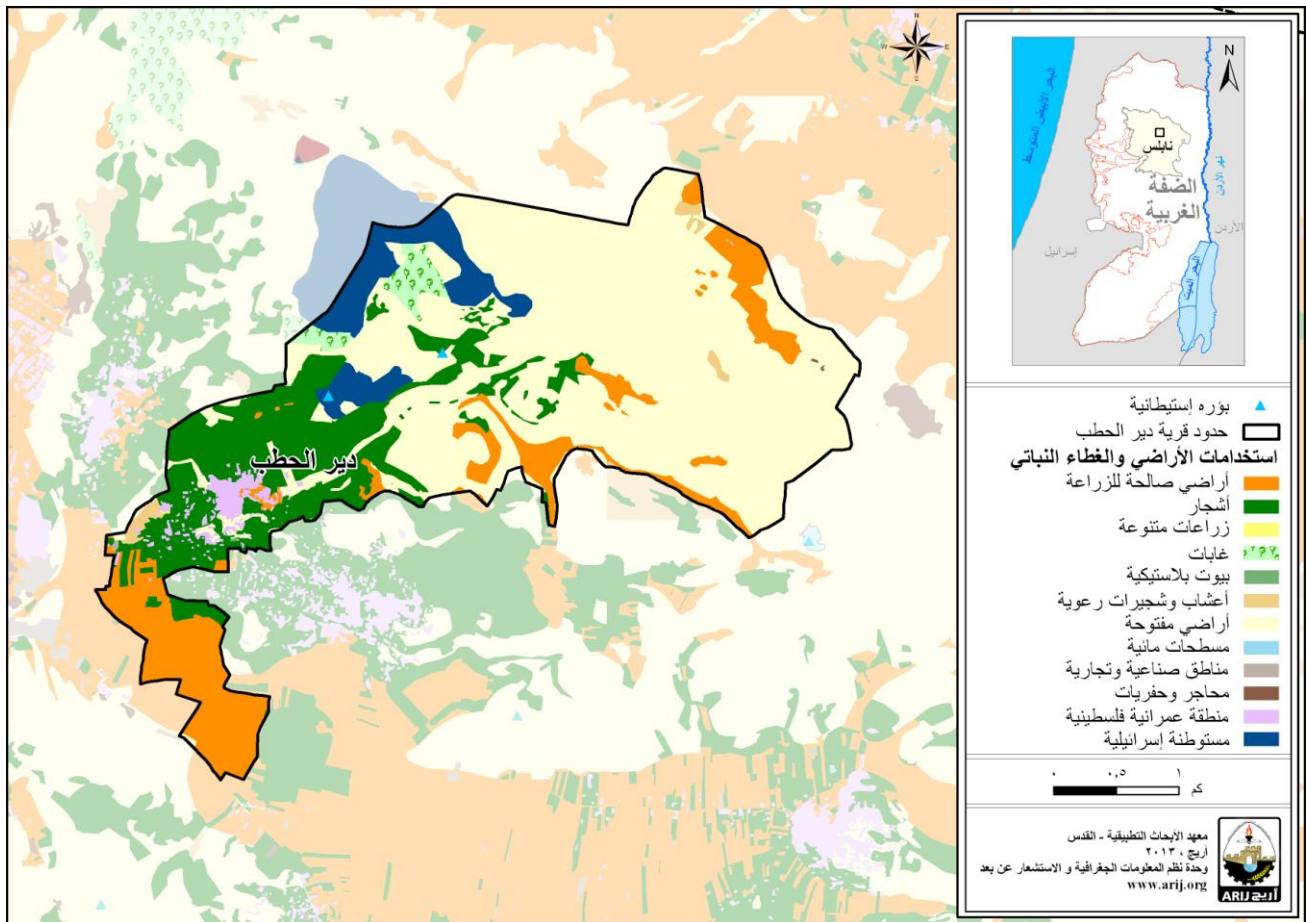 دير الحطب
W
E
N
البحر الابيض المتوسط
نابلس
الضفة
الغربية
نهر الأردن
الأردن
إسرائيل
البحر الميت
بؤره إستيطانية
حدود قرية دير الحطب
استخدامات الأراضي والغطاء النباتي
أراضي صالحة للزراعة
أشجار
زراعات متنوعة
غابات
بيوت بلاستيكية
أعشاب وشجيرات رعوية
أراضي مفتوحة
مسطحات مائية
مناطق صناعية وتجارية
محاجر وحفريات
منطقة عمرانية فلسطينية
مستوطنة إسرائيلية
٠ ٠,٥ ١
كم
معهد الأبحاث التطبيقية - القدس
أريج ، ٢٠١٣
وحدة نظم المعلومات الجغرافية و الاستشعار عن بعد
www.arij.org
ARIJ أريج